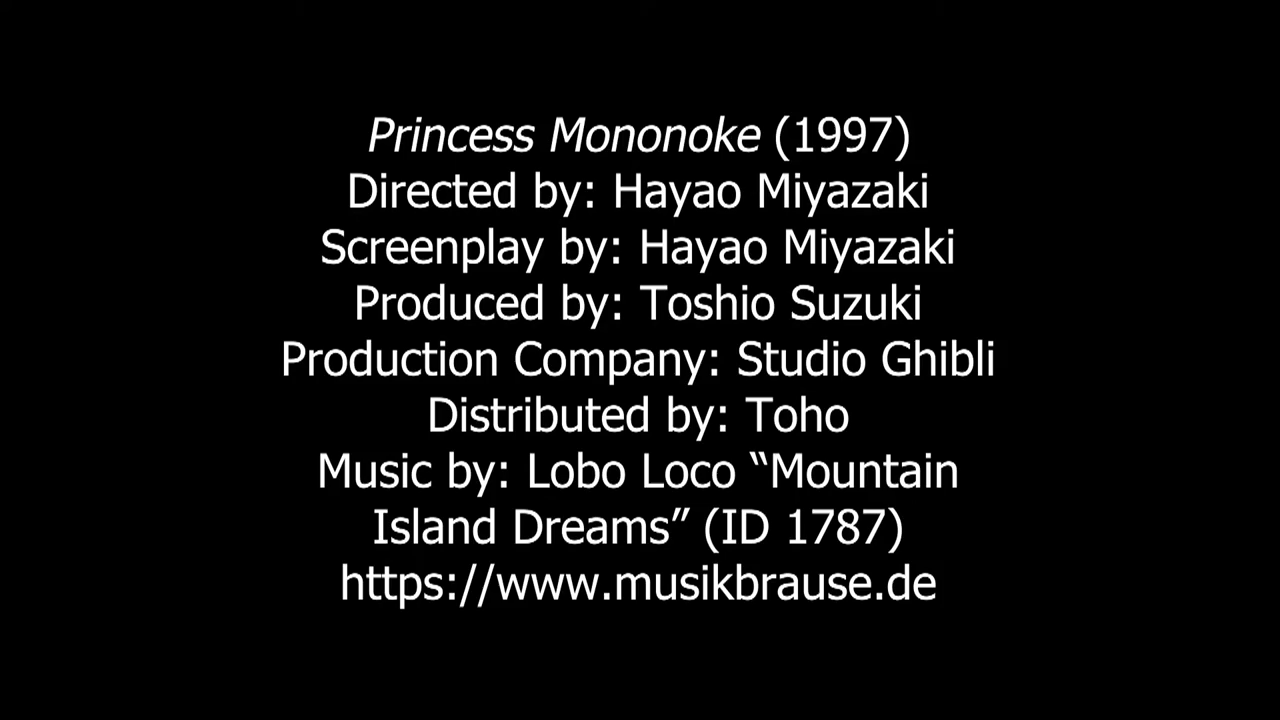 Princess Mononoke (1997)
Directed by: Hayao Miyazaki
Screenplay by: Hayao Miyazaki
Produced by: Toshio Suzuki
Production Company: Studio Ghibli
Distributed by: Toho
Music by: Lobo Loco “Mountain
Island Dreams” (ID 1787)
https://www.musikbrause.de